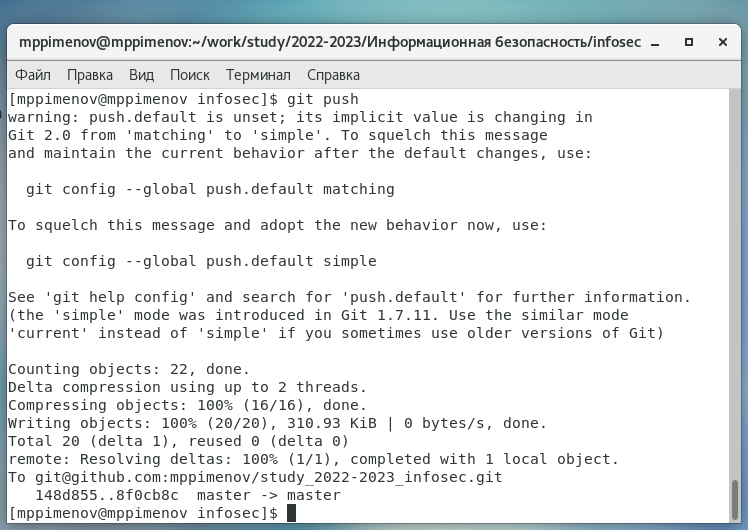 mppimenov@mppimenov:~/work/study/2022-2023/Информационная безопасность/infosec
Файл Правка Вид Поиск Терминал Справка
[mppimenov@mppimenov infosec]$ git push
warning: push.default is unset; its implicit value is changing in
Git 2.0 from 'matching' to 'simple'. To squelch this message
and maintain the current behavior after the default changes, use:

  git config --global push.default matching

To squelch this message and adopt the new behavior now, use:

  git config --global push.default simple

See 'git help config' and search for 'push.default' for further information.
(the 'simple' mode was introduced in Git 1.7.11. Use the similar mode
'current' instead of 'simple' if you sometimes use older versions of Git)

Counting objects: 22, done.
Delta compression using up to 2 threads.
Compressing objects: 100% (16/16), done.
Writing objects: 100% (20/20), 310.93 KiB | 0 bytes/s, done.
Total 20 (delta 1), reused 0 (delta 0)
remote: Resolving deltas: 100% (1/1), completed with 1 local object.
To git@github.com:mppimenov/study_2022-2023_infosec.git
   148d855..8f0cb8c  master -> master
[mppimenov@mppimenov infosec]$